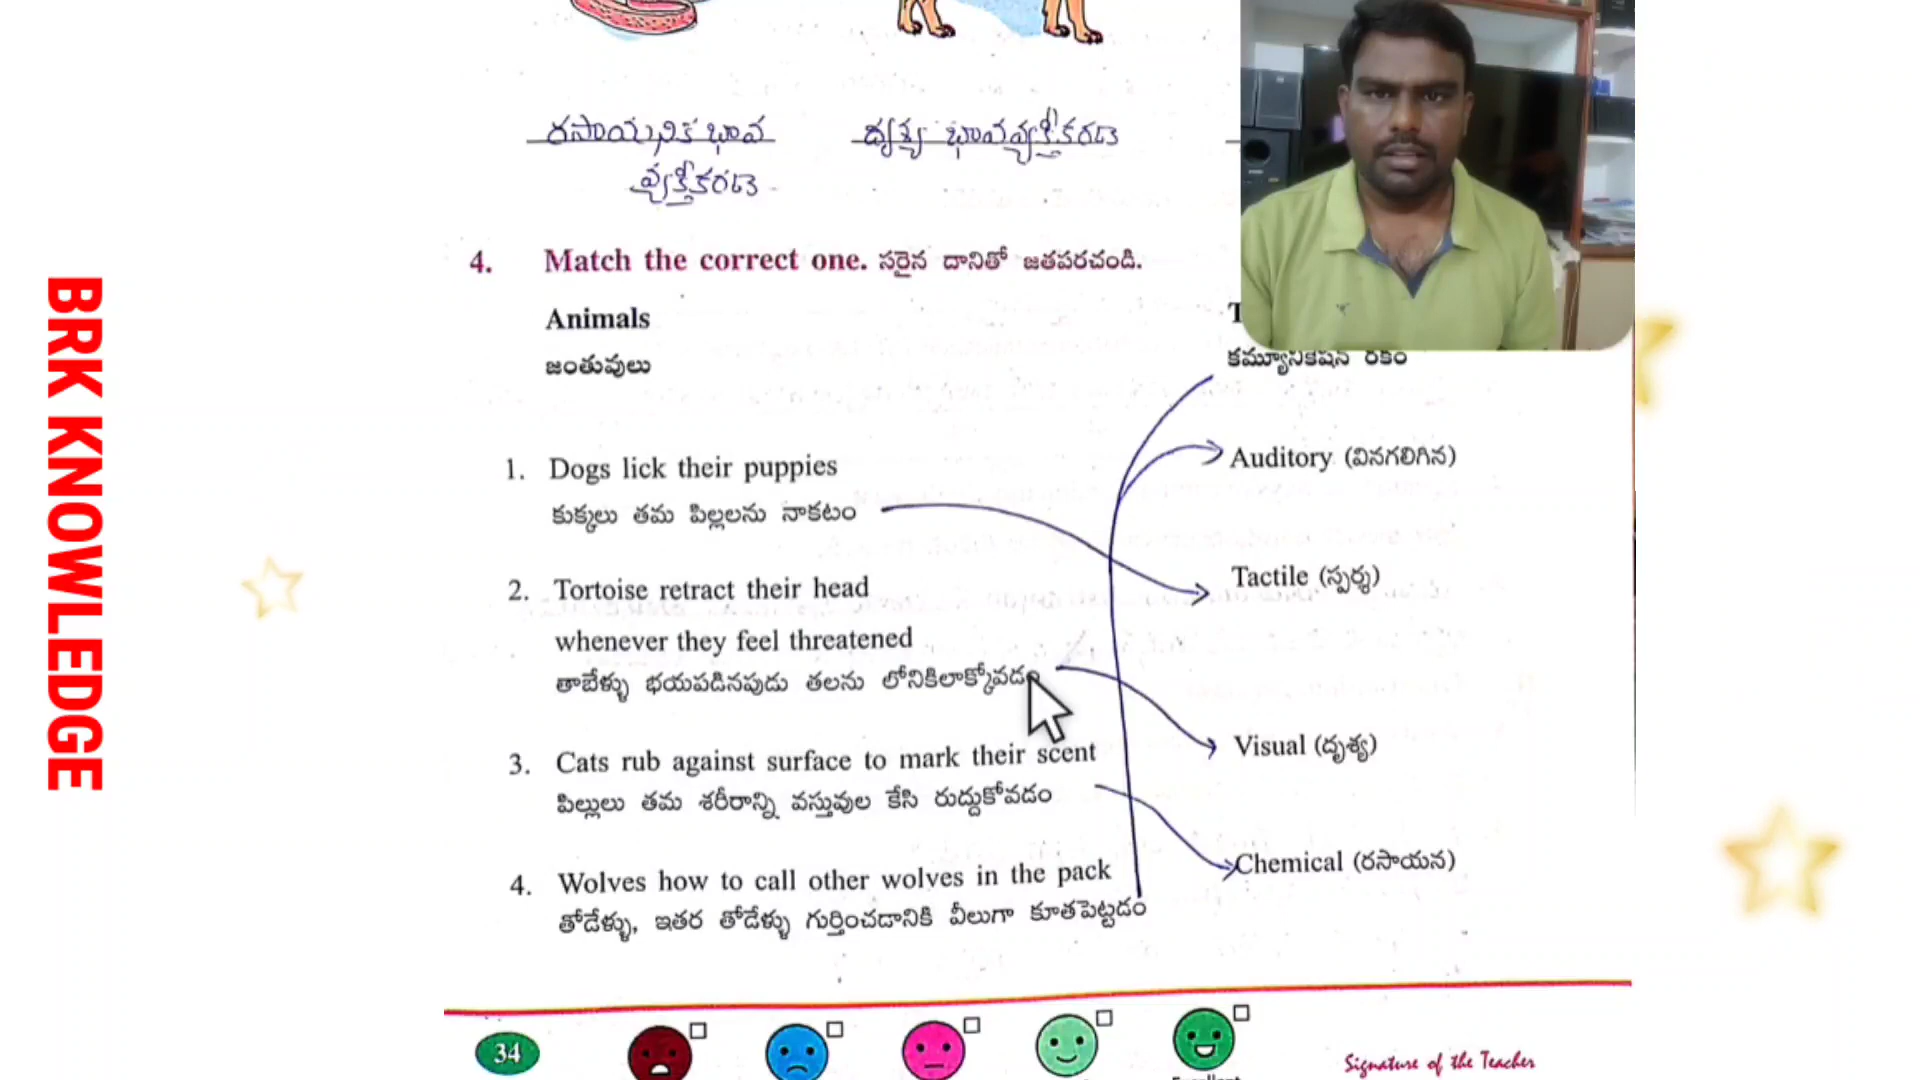 రసాయనిక భావ
వ్యక్తీకరణ
దృశ్య భావవ్యక్తీకరణ
4. Match the correct one. సరైన దానితో జతపరచండి.
Animals
జంతువులు
కమ్యూనికేషన్ రకం
1. Dogs lick their puppies
కుక్కలు తమ పిల్లలను నాకటం
Auditory (వినగలిగిన)
2. Tortoise retract their head
whenever they feel threatened
తాబేళ్ళు భయపడినపుడు తలను లోనికిలాక్కోవడం
Tactile (స్పర్శ)
3. Cats rub against surface to mark their scent
పిల్లులు తమ శరీరాన్ని వస్తువుల కేసి రుద్దుకోవడం
Visual (దృశ్య)
4. Wolves how to call other wolves in the pack
తోడేళ్ళు, ఇతర తోడేళ్ళు గుర్తించడానికి వీలుగా కూతపెట్టడం
Chemical (రసాయన)
34
Excellent
Signature of the Teacher
BRK KNOWLEDGE